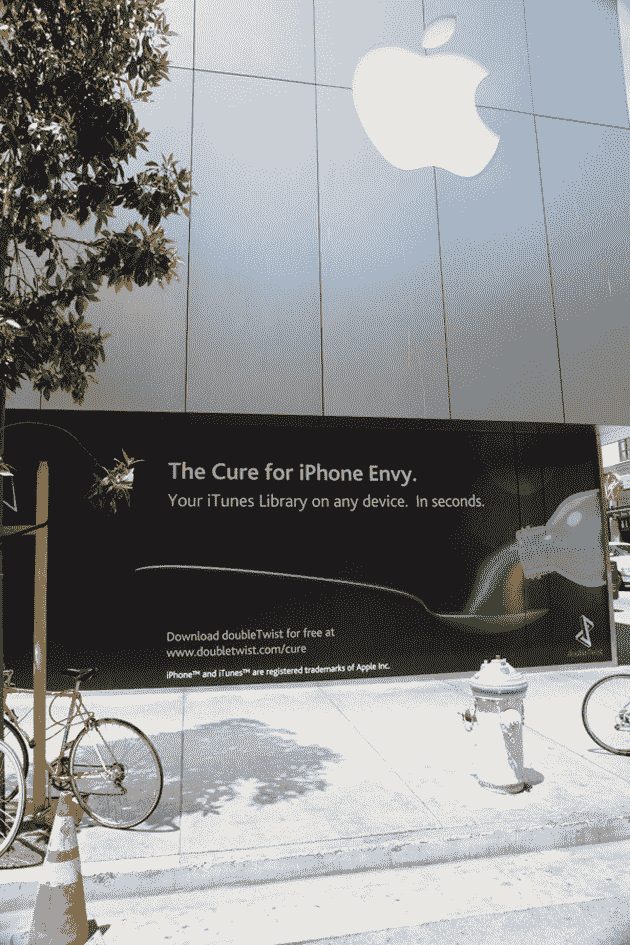 The Cure for iPhone Envy.
Your iTunes Library on any device. In seconds.
Download doubleTwist for free at
www.doubletwist.com/cure
iPhone™ and iTunes™ are registered trademarks of Apple Inc.
doubleTwist